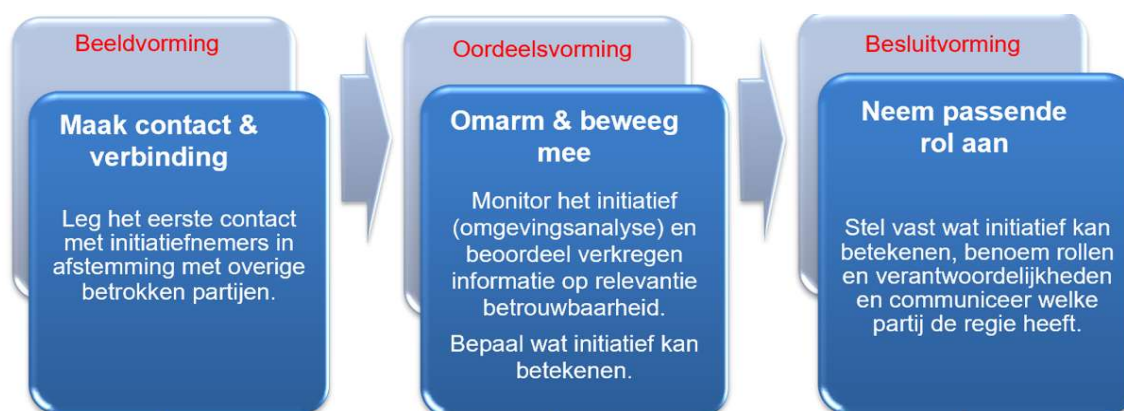 Beeldvorming
Maak contact &
verbinding
Leg het eerste contact
met initiatiefnemers in
afstemming met overige
betrokken partijen.
Oordeelsvorming
Omarm & beweeg
mee
Monitor het initiatief
(omgevingsanalyse) en
beoordeel verkregen
informatie op relevantie
betrouwbaarheid.
Bepaal wat initiatief kan
betekenen.
Besluitvorming
Neem passende
rol aan
Stel vast wat initiatief kan
betekenen, benoem rollen
en verantwoordelijkheden
en communiceer welke
partij de regie heeft.